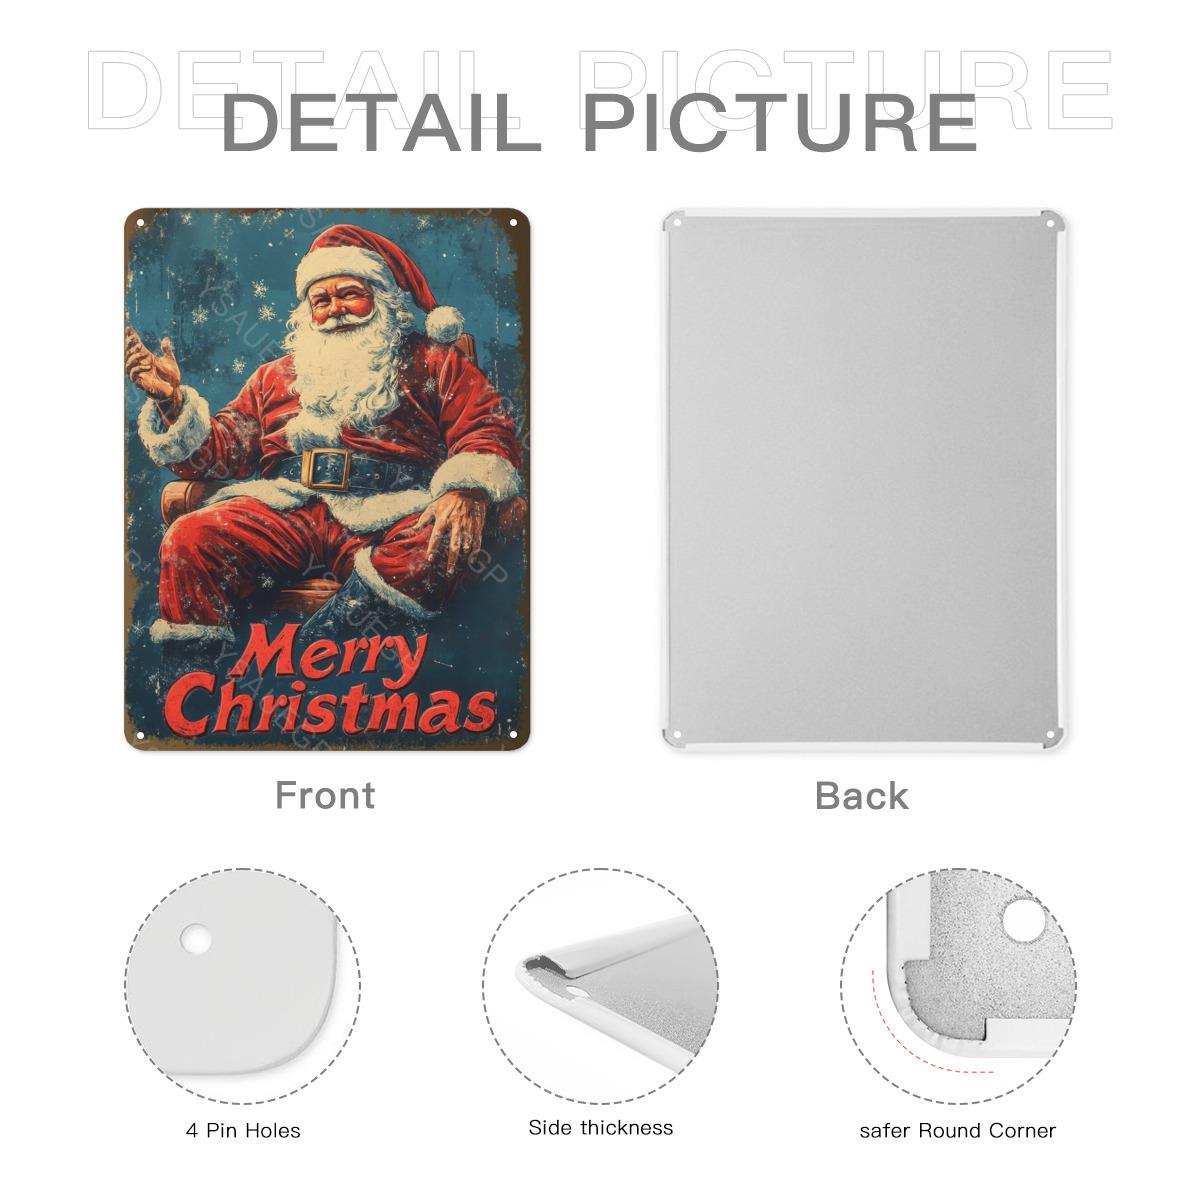 DETAIL PICTURE
DETAIL PICTURE
Merry
Christmas
Front
Back
4 Pin Holes
Side thickness
safer Round Corner